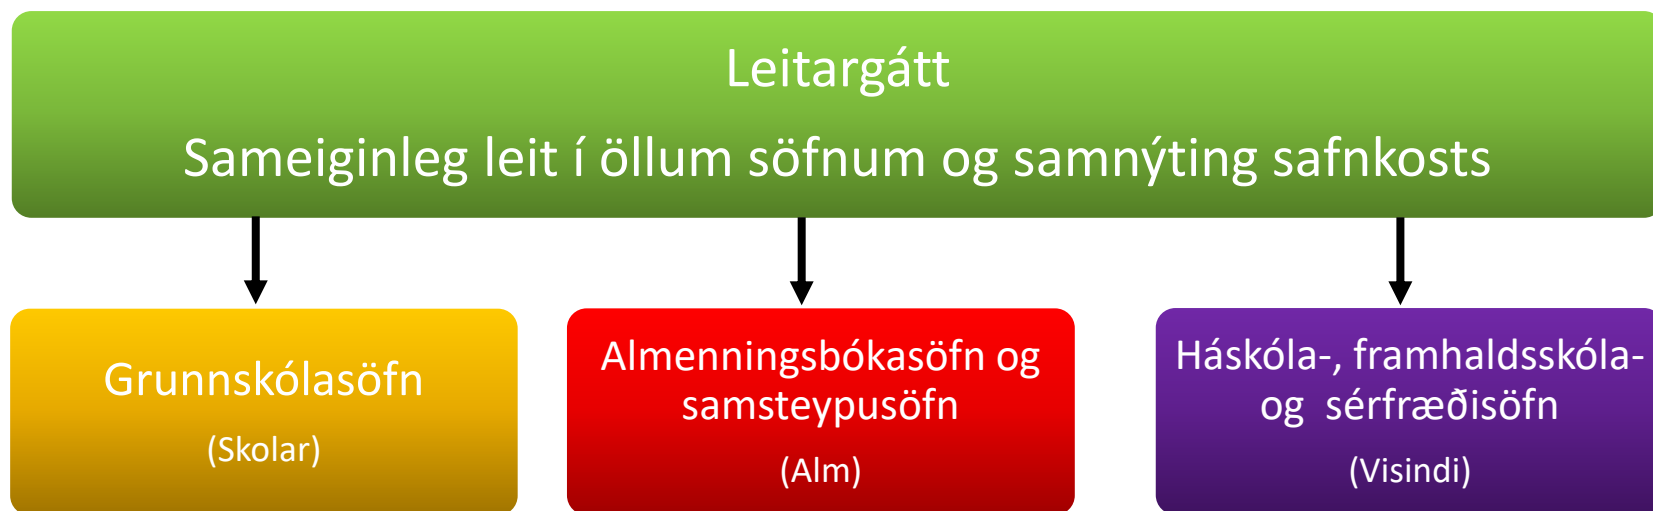 Leitargátt
Sameiginleg leit í öllum söfnum og samnýting safnkosts
Grunnskólasöfn
(Skolar)
Almenningsbókasöfn og
samsteypusöfn
(Alm)
Háskóla-, framhaldsskóla-
og sérfræðisöfn
(Visindi)